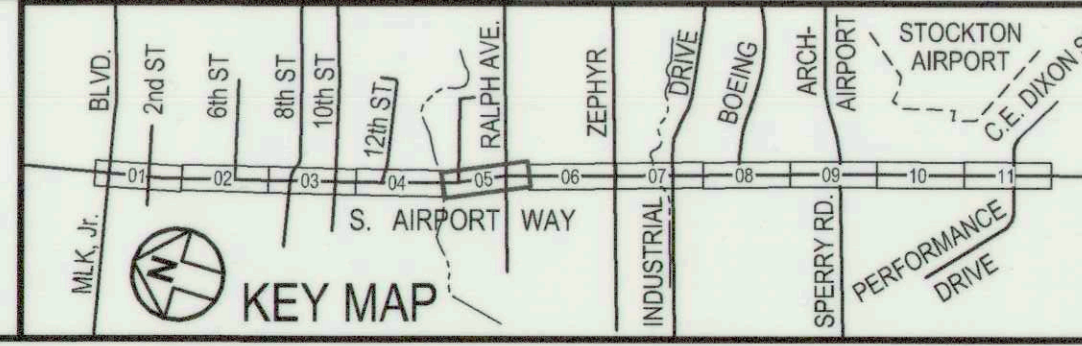 BLVD.
2nd ST
6th ST
8th ST
10th ST
12th ST
RALPH AVE.
ZEPHYR
DRIVE
BOEING
ARCH-
AIRPORT
STOCKTON
AIRPORT
C.E. DIXON
01
02
03
04
05
06
07
08
09
10
11
S. AIRPORT WAY
MLK, Jr.
N
KEY MAP
INDUSTRIAL
SPERRY RD.
PERFORMANCE
DRIVE